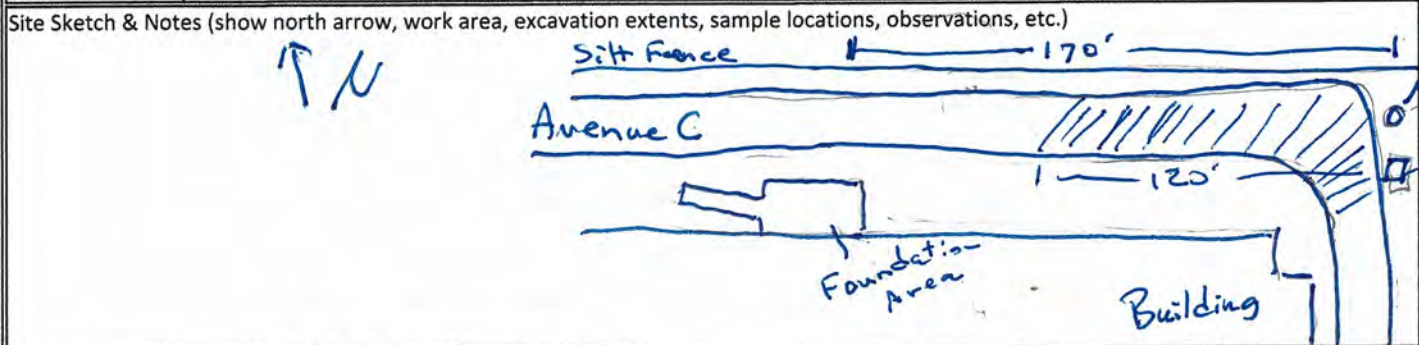 Site Sketch & Notes (show north arrow, work area, excavation extents, sample locations, observations, etc.)
N
Silt Feence
170'
Avenue C
120'
Foundation
Area
Building